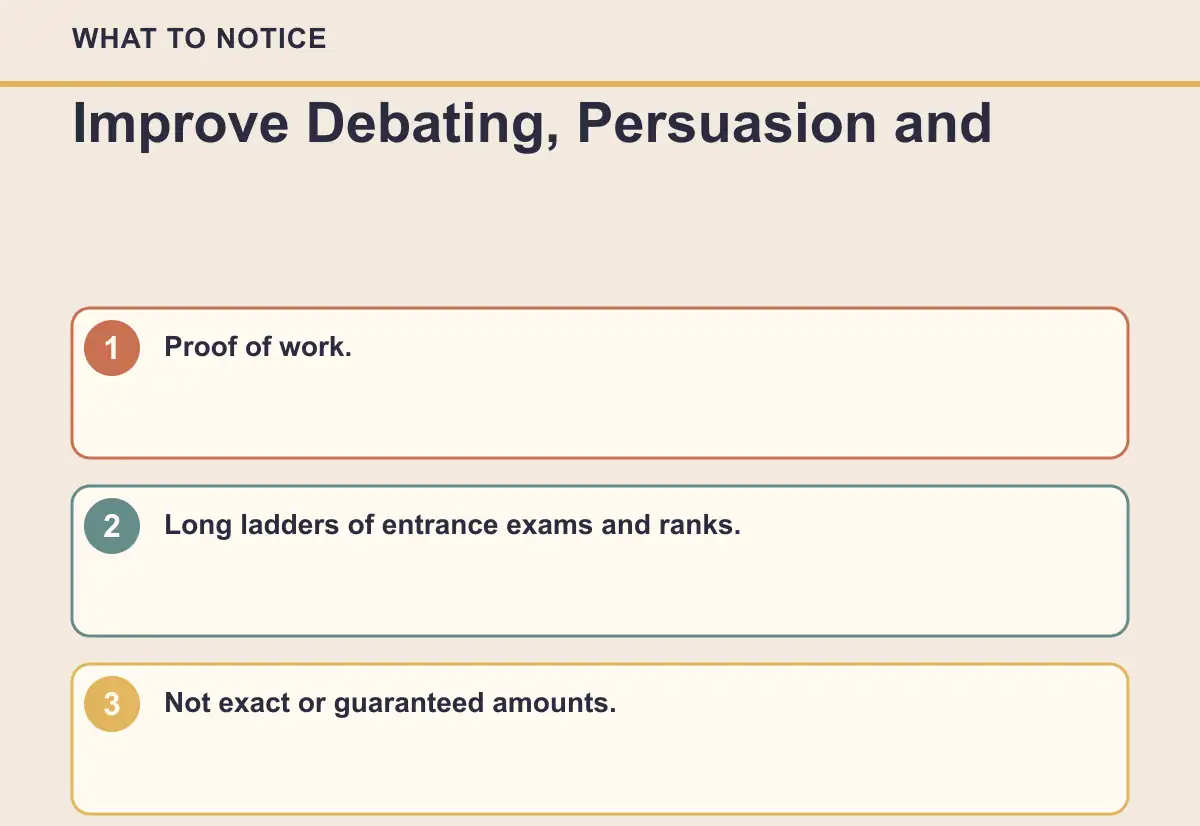 WHAT TO NOTICE
Improve Debating, Persuasion and
1 Proof of work.
2 Long ladders of entrance exams and ranks.
3 Not exact or guaranteed amounts.